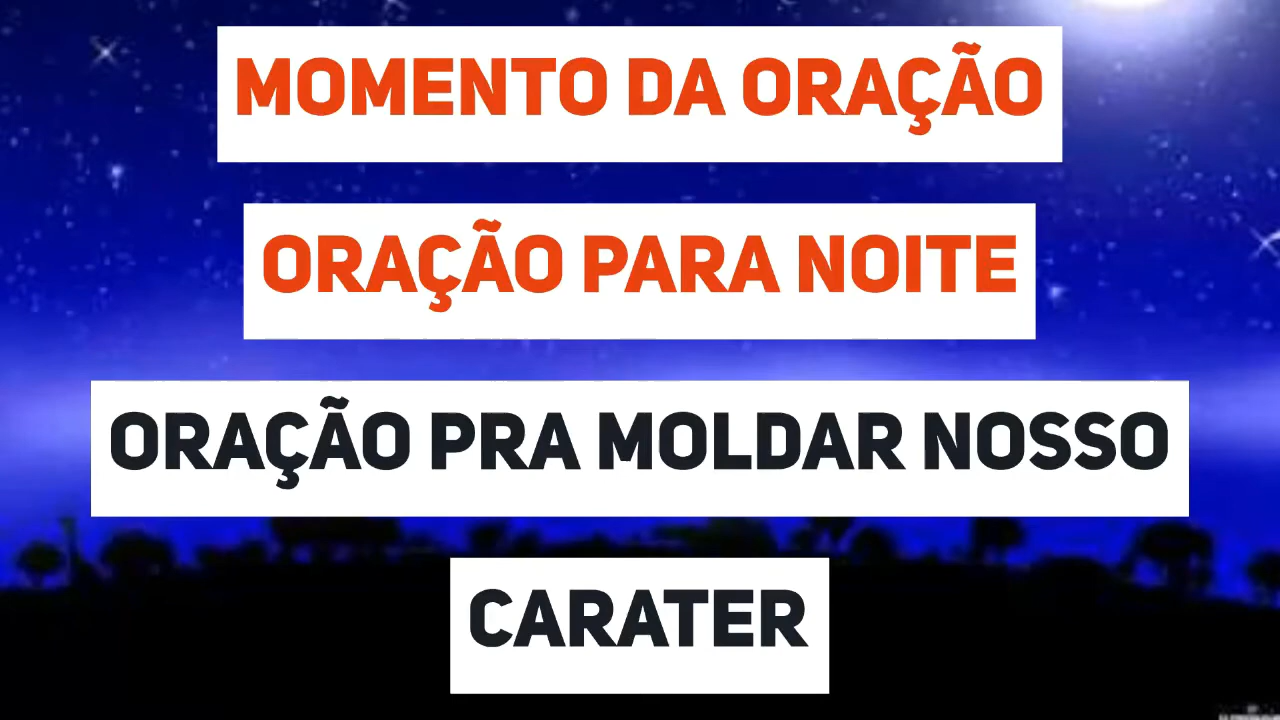 MOMENTO DA ORAÇÃO
ORAÇÃO PARA NOITE
ORAÇÃO PRA MOLDAR NOSSO
CARATER